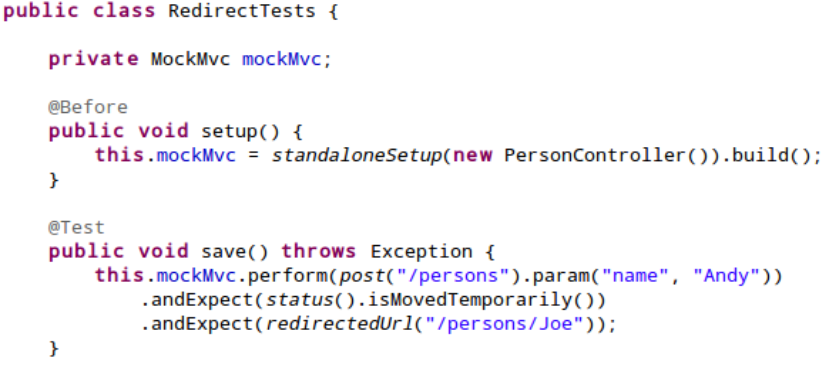 public class RedirectTests {
private MockMvc mockMvc;
@Before
public void setup() {
this.mockMvc = standaloneSetup(new PersonController()).build();
}
@Test
public void save() throws Exception {
this.mockMvc.perform(post("/persons").param("name", "Andy"))
.andExpect(status().isMovedTemporarily())
.andExpect(redirectedUrl("/persons/Joe"));
}